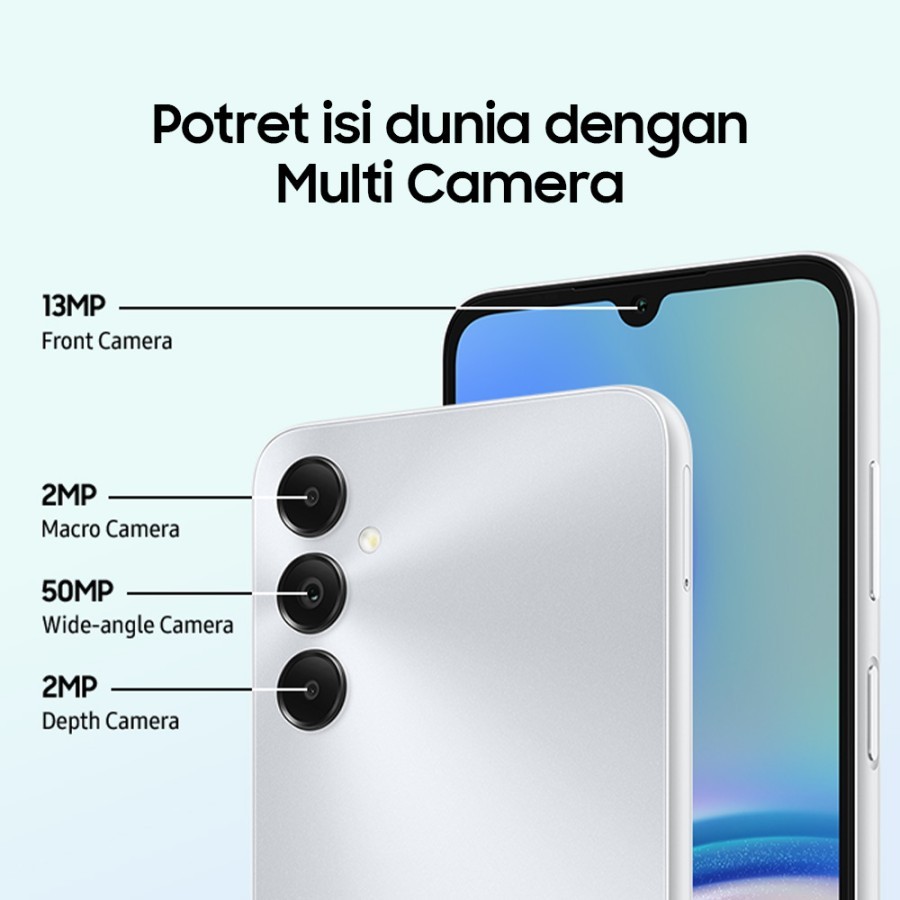 Potret isi dunia dengan
Multi Camera
13MP
Front Camera
2MP
Macro Camera
50MP
Wide-angle Camera
2MP
Depth Camera